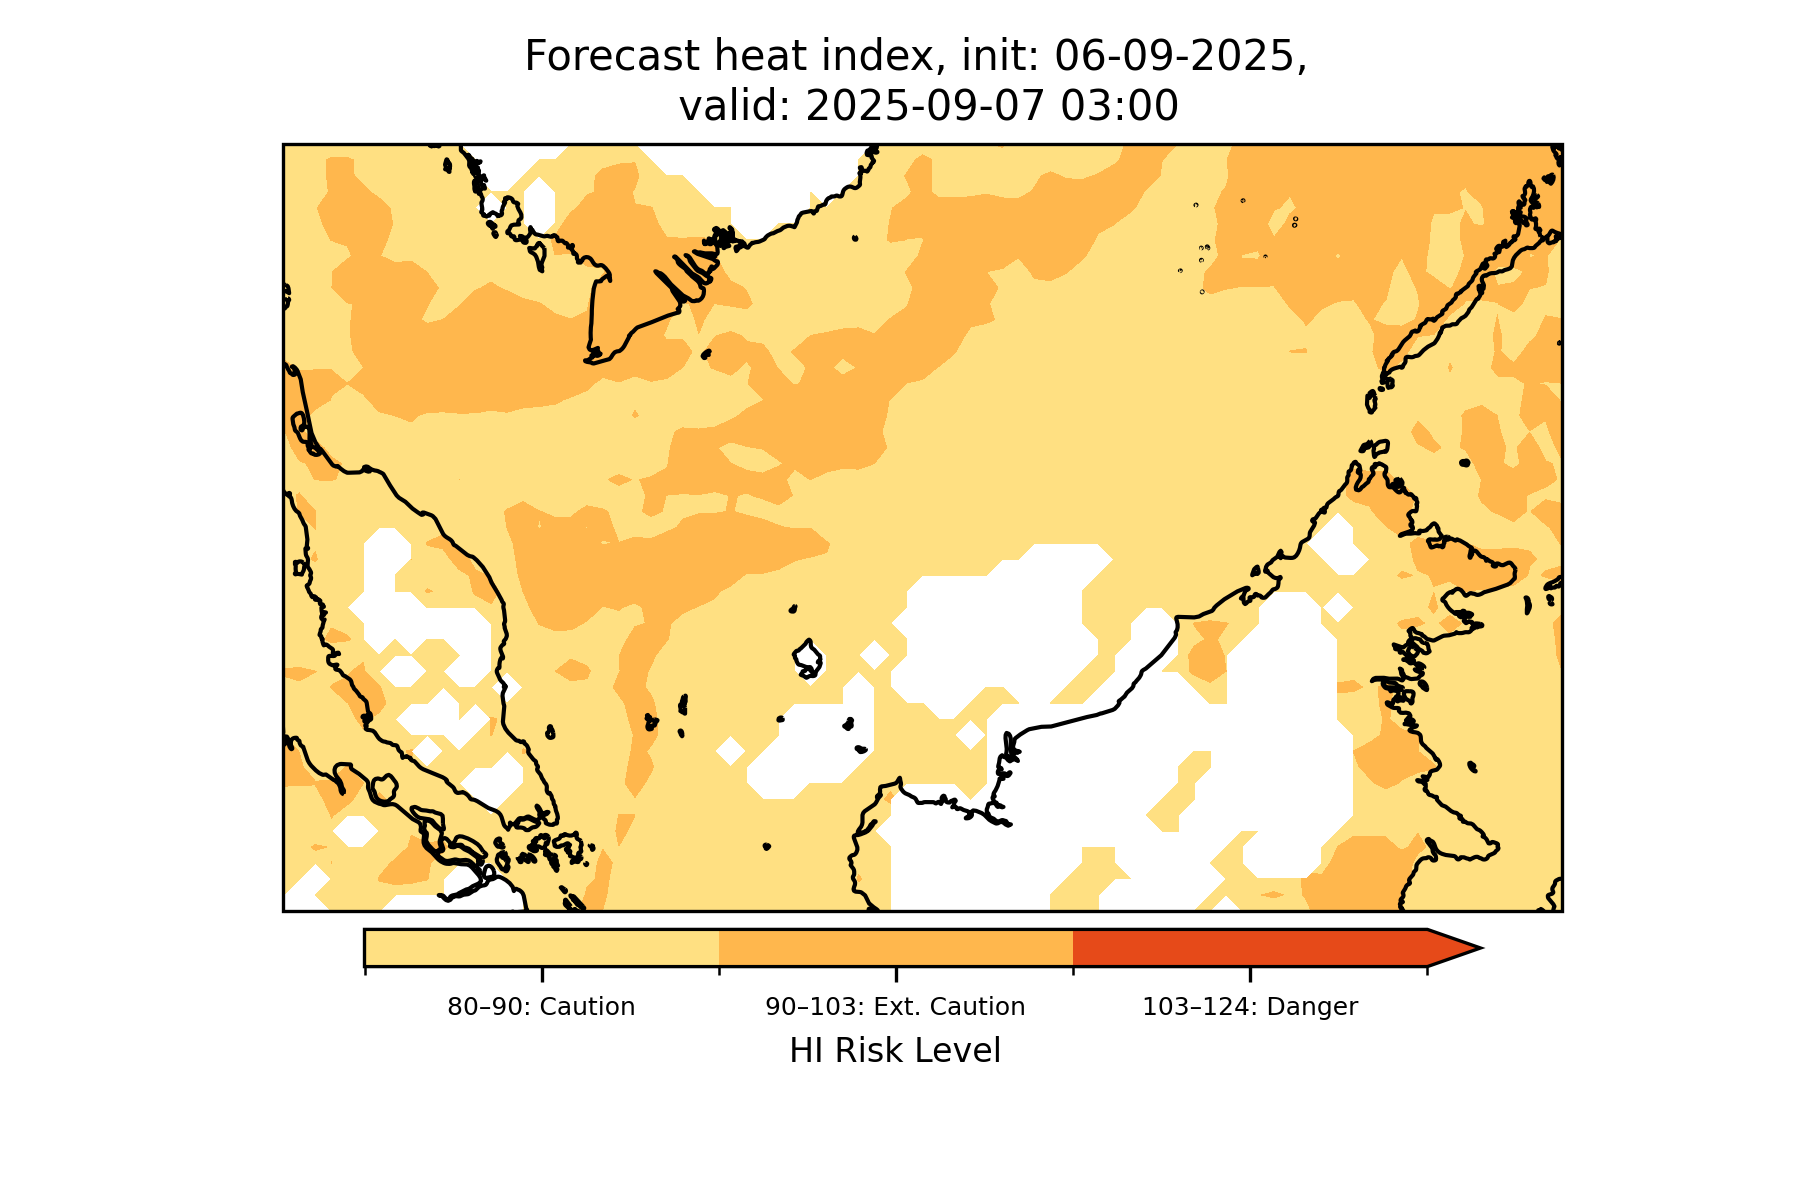 Forecast heat index, init: 06-09-2025,
valid: 2025-09-07 03:00
80–90: Caution
90–103: Ext. Caution
103–124: Danger
HI Risk Level